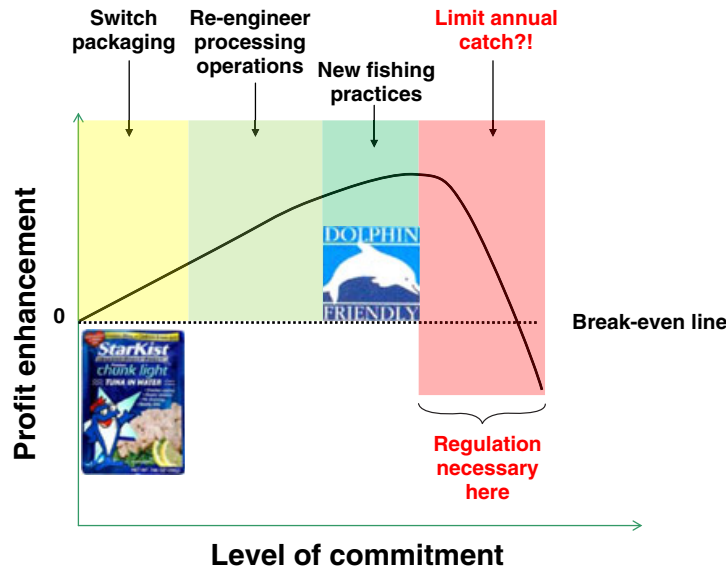 Switch
packaging
Re-engineer
processing
operations
New fishing
practices
Limit annual
catch?!
Profit enhancement
0
DOLPHIN
FRIENDLY
Break-even line
StarKist
chunk light
TUNA IN WATER
Regulation
necessary
here
Level of commitment